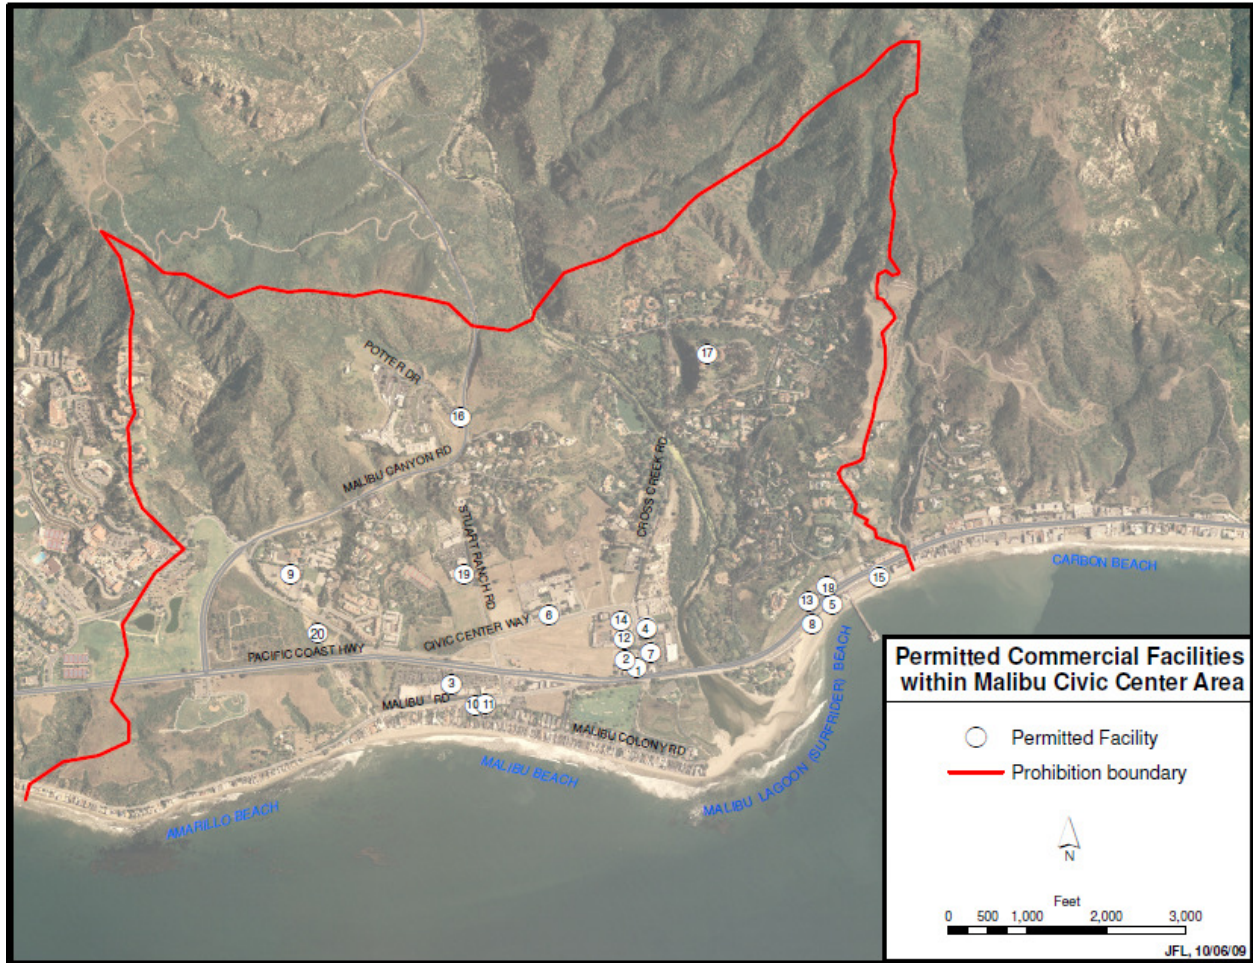 17
POTTER DR
16
MALIBU CANYON RD
STUART RANCH RD
CROSS CREEK RD
CARBON BEACH
9
19
15
18
13
5
6
14
8
4
20
CIVIC CENTER WAY
12
PACIFIC COAST HWY
7
2
1
3
MALIBU RD
10
11
MALIBU COLONY RD
MALIBU BEACH
MALIBU LAGOON (SURFRIDER) BEACH
AMARILLO BEACH
Permitted Commercial Facilities
within Malibu Civic Center Area
Permitted Facility
Prohibition boundary
N
Feet
0 500 1,000 2,000 3,000
JFL, 10/06/09